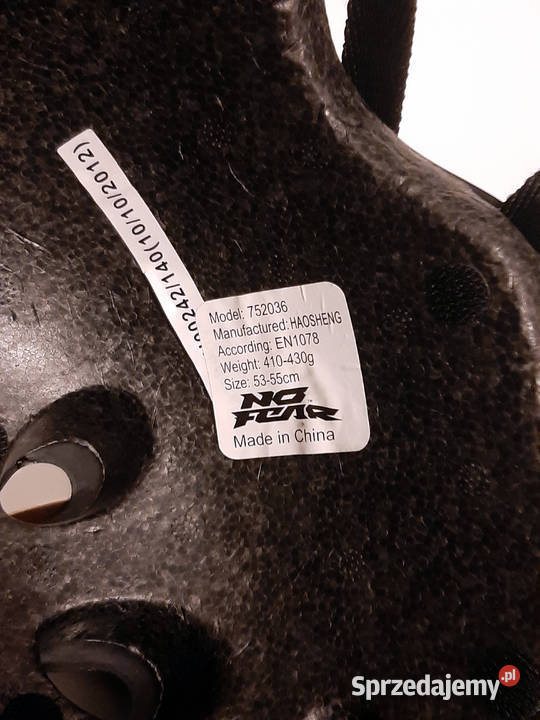 00242/140(10/10/2012)
Model: 752036
Manufactured: HAOSHENG
According: EN1078
Weight: 410-430g
Size: 53-55cm
NO
FEAR
Made in China
Sprzedajemy.pl